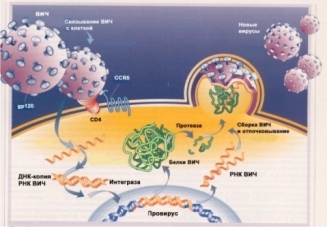 ВИЧ
Связывание ВИЧ
с клеткой
Новые
вирусы
CCR5
gp120
CD4
Протеаза
Сборка ВИЧ
и отпочковывание
Белки ВИЧ
РНК ВИЧ
ДНК-копия
РНК ВИЧ
Интеграза
Провирус